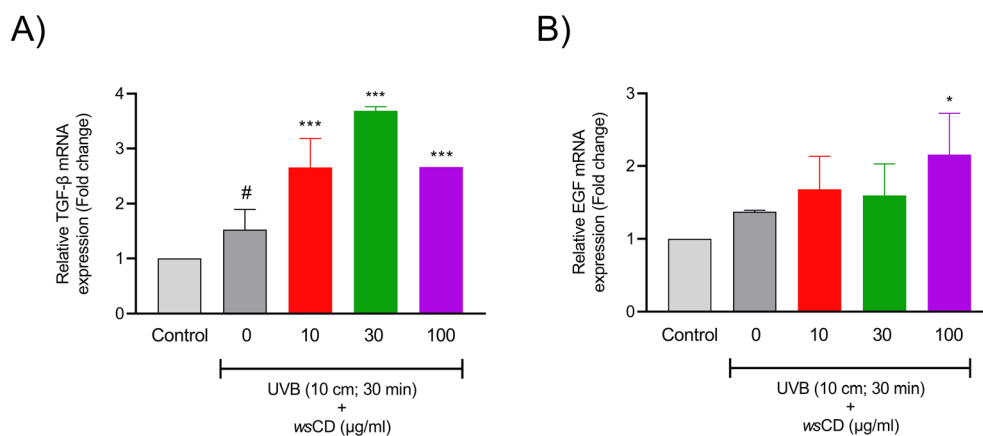 A)
Relative TGF-β mRNA
expression (Fold change)
4
3
2
1
0
#
***
***
***
Control
0
10
30
100
UVB (10 cm; 30 min)
+
wsCD (µg/ml)
B)
Relative EGF mRNA
expression (Fold change)
3
2
1
0
*
Control
0
10
30
100
UVB (10 cm; 30 min)
+
wsCD (µg/ml)